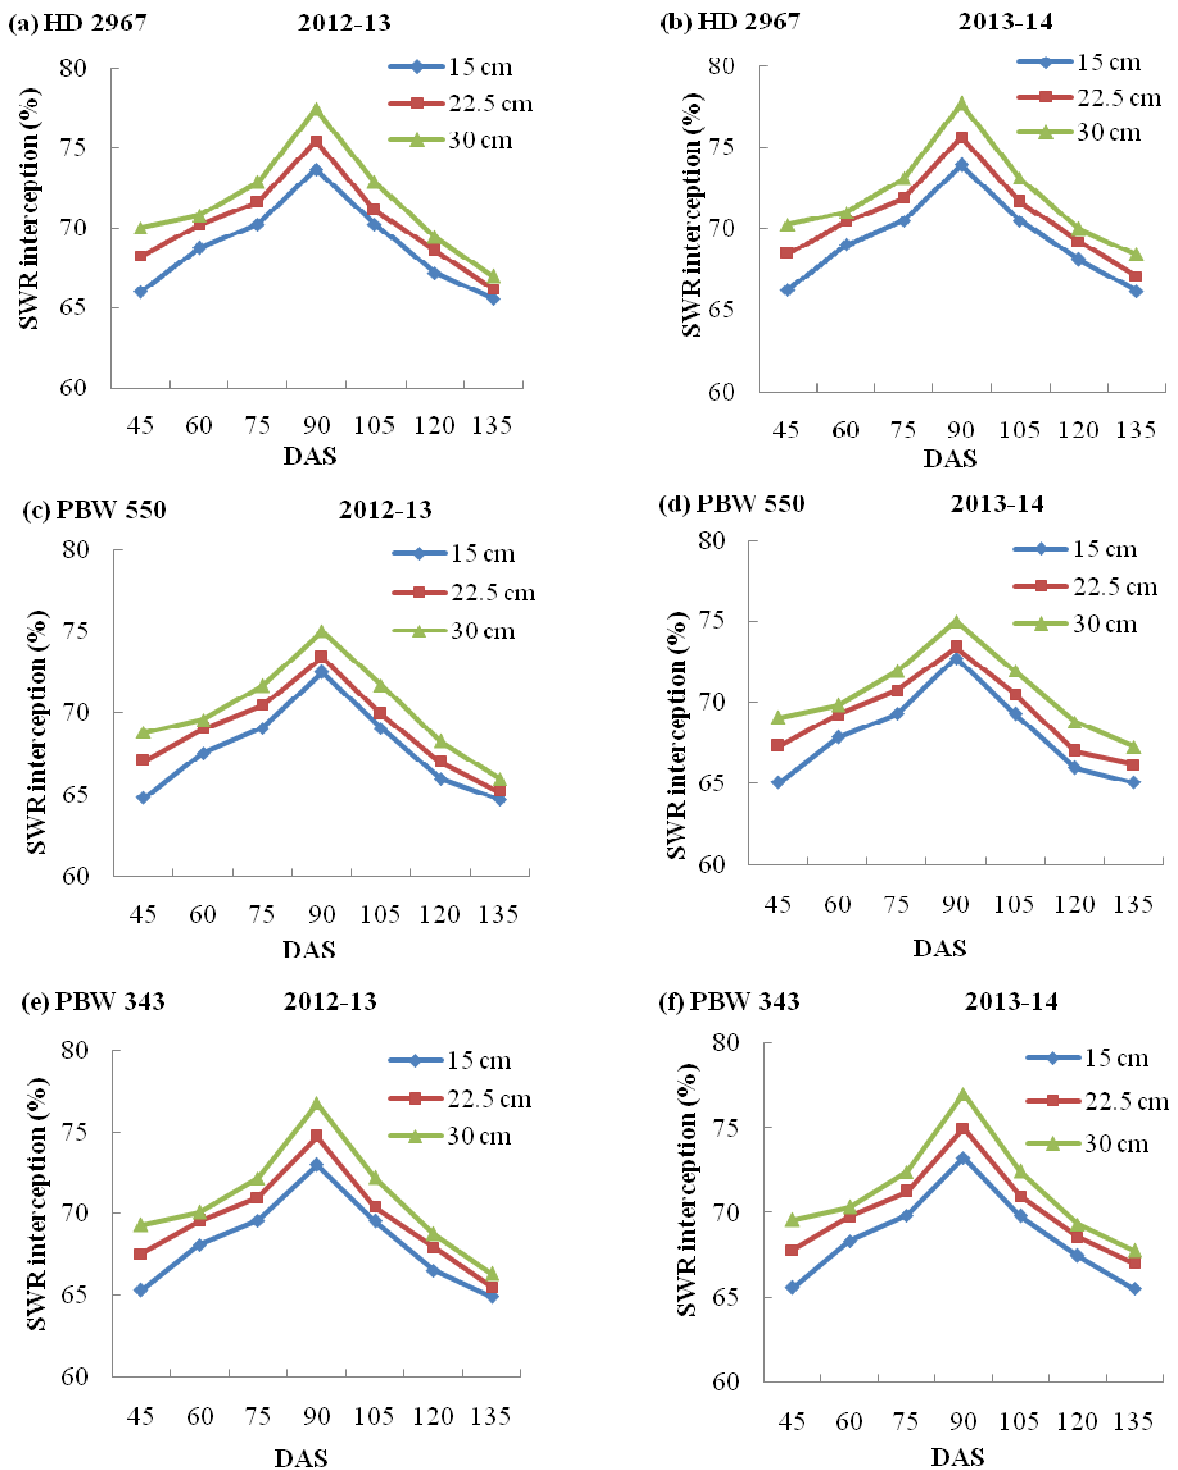 (a) HD 2967 2012-13
15 cm
22.5 cm
30 cm
SWR interception (%)
80
75
70
65
60
45 60 75 90 105 120 135
DAS
(b) HD 2967 2013-14
15 cm
22.5 cm
30 cm
SWR interception (%)
80
75
70
65
60
45 60 75 90 105 120 135
DAS
(c) PBW 550 2012-13
15 cm
22.5 cm
30 cm
SWR interception (%)
80
75
70
65
60
45 60 75 90 105 120 135
DAS
(d) PBW 550 2013-14
15 cm
22.5 cm
30 cm
SWR interception (%)
80
75
70
65
60
45 60 75 90 105 120 135
DAS
(e) PBW 343 2012-13
15 cm
22.5 cm
30 cm
SWR interception (%)
80
75
70
65
60
45 60 75 90 105 120 135
DAS
(f) PBW 343 2013-14
15 cm
22.5 cm
30 cm
SWR interception (%)
80
75
70
65
60
45 60 75 90 105 120 135
DAS